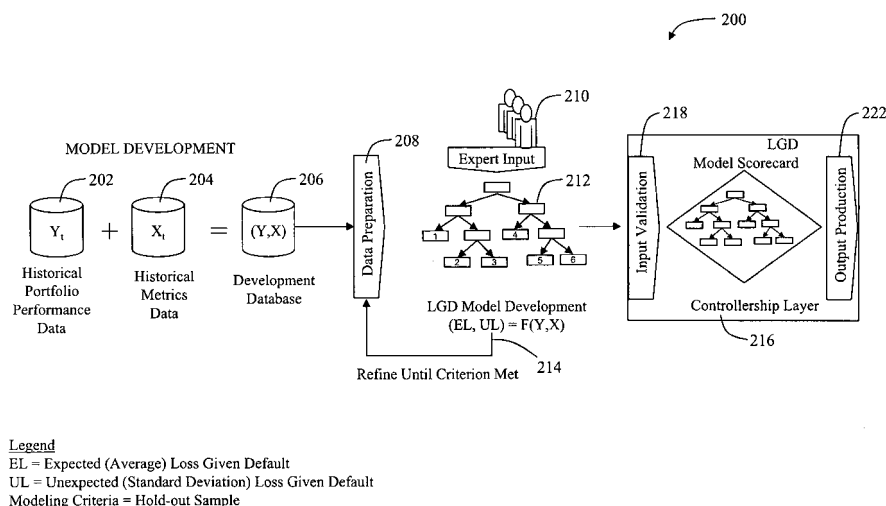 200
210
218
222
MODEL DEVELOPMENT
208
Expert Input
LGD
Model Scorecard
202
204
206
212
Y_t
+
X_t
=
(Y,X)
Data Preparation
1
4
2
3
5
6
Input Validation
Output Production
Historical
Portfolio
Performance
Data
Historical
Metrics
Data
Development
Database
LGD Model Development
(EL, UL) = F(Y,X)
Controllership Layer
214
216
Refine Until Criterion Met
Legend
EL = Expected (Average) Loss Given Default
UL = Unexpected (Standard Deviation) Loss Given Default
Modeling Criteria = Hold-out Sample